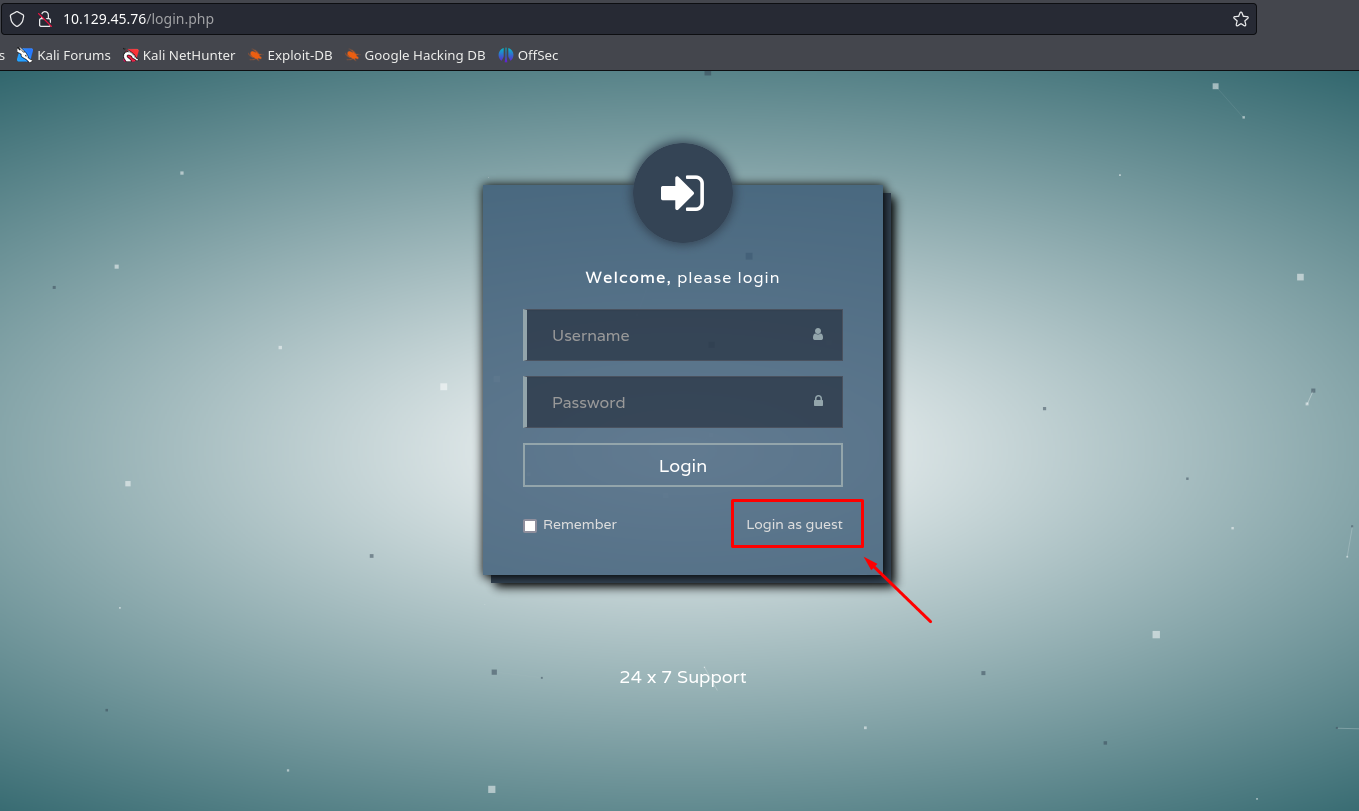 10.129.45.76/login.php
s Kali Forums Kali NetHunter Exploit-DB Google Hacking DB OffSec
Welcome, please login
Username
Password
Login
Remember Login as guest
24 x 7 Support